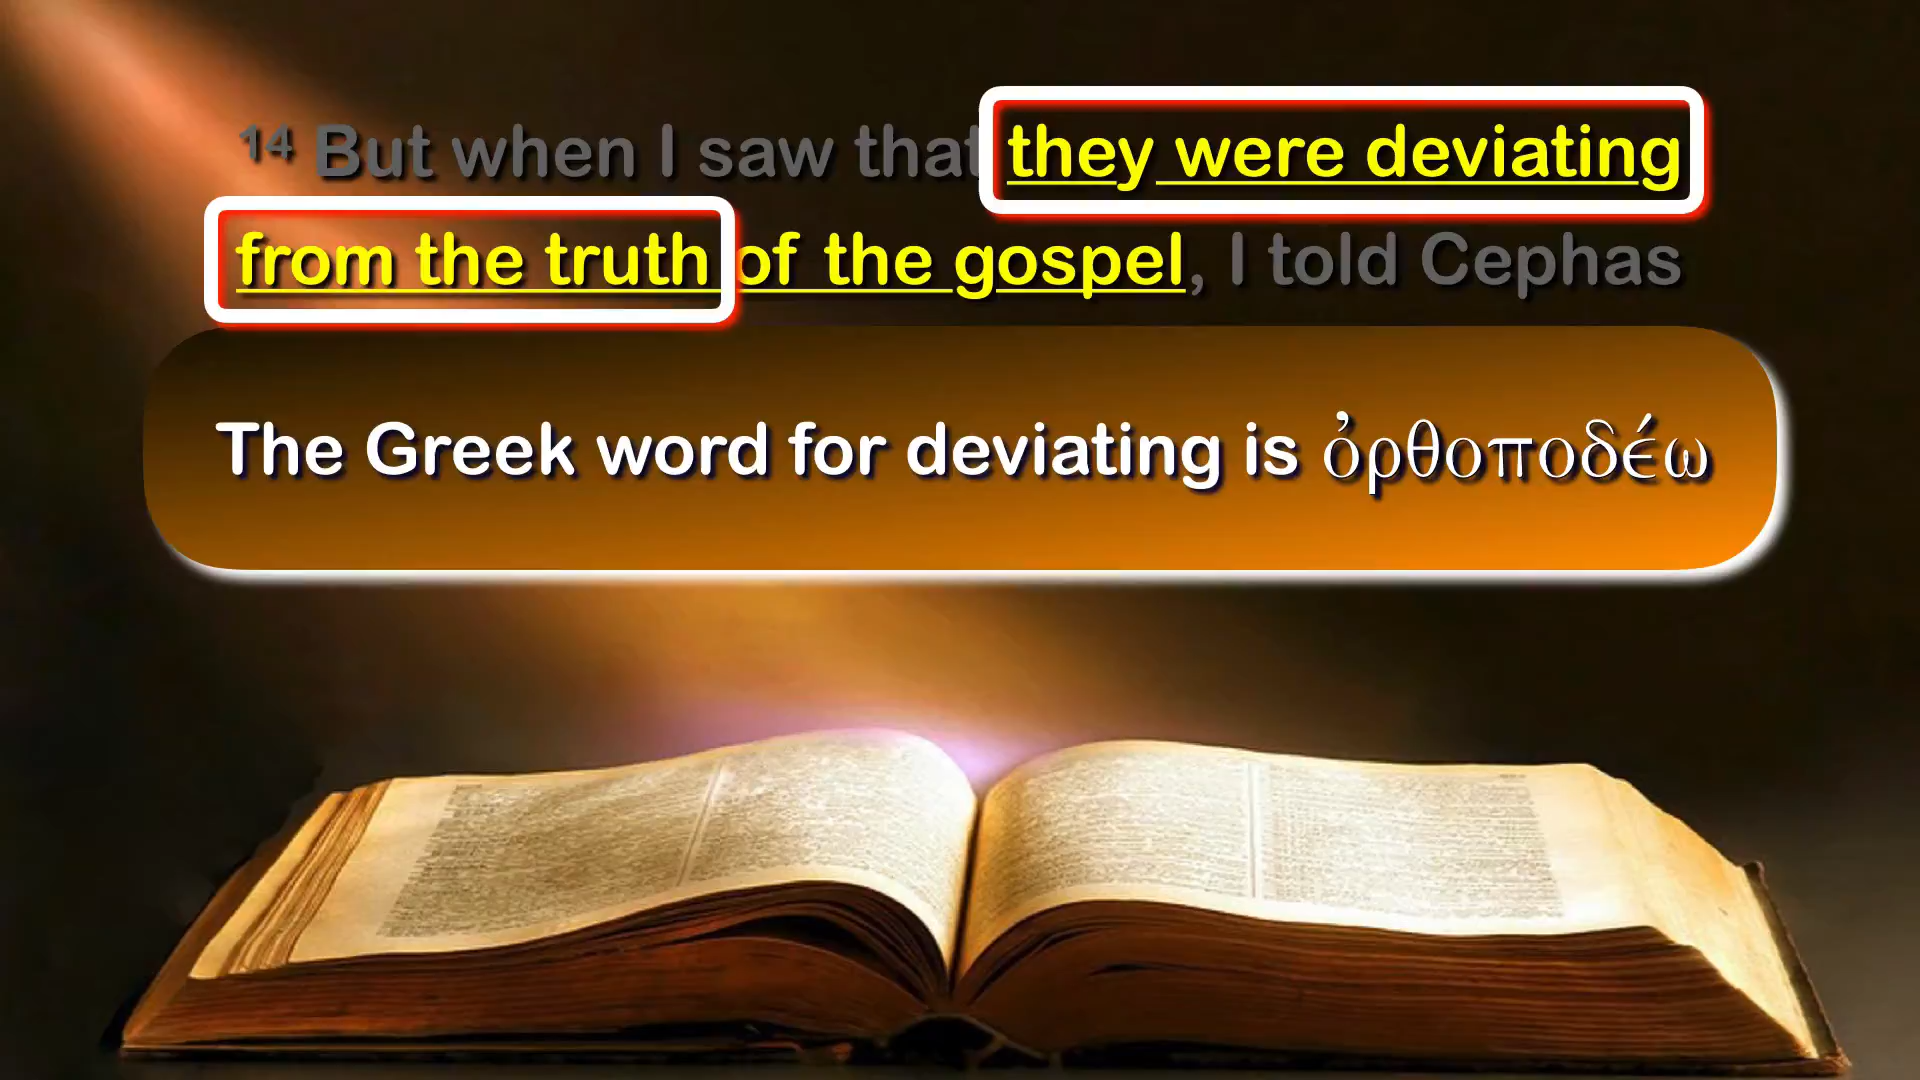 14 But when I saw that they were deviating
from the truth of the gospel, I told Cephas
The Greek word for deviating is ὀρθοποδέω